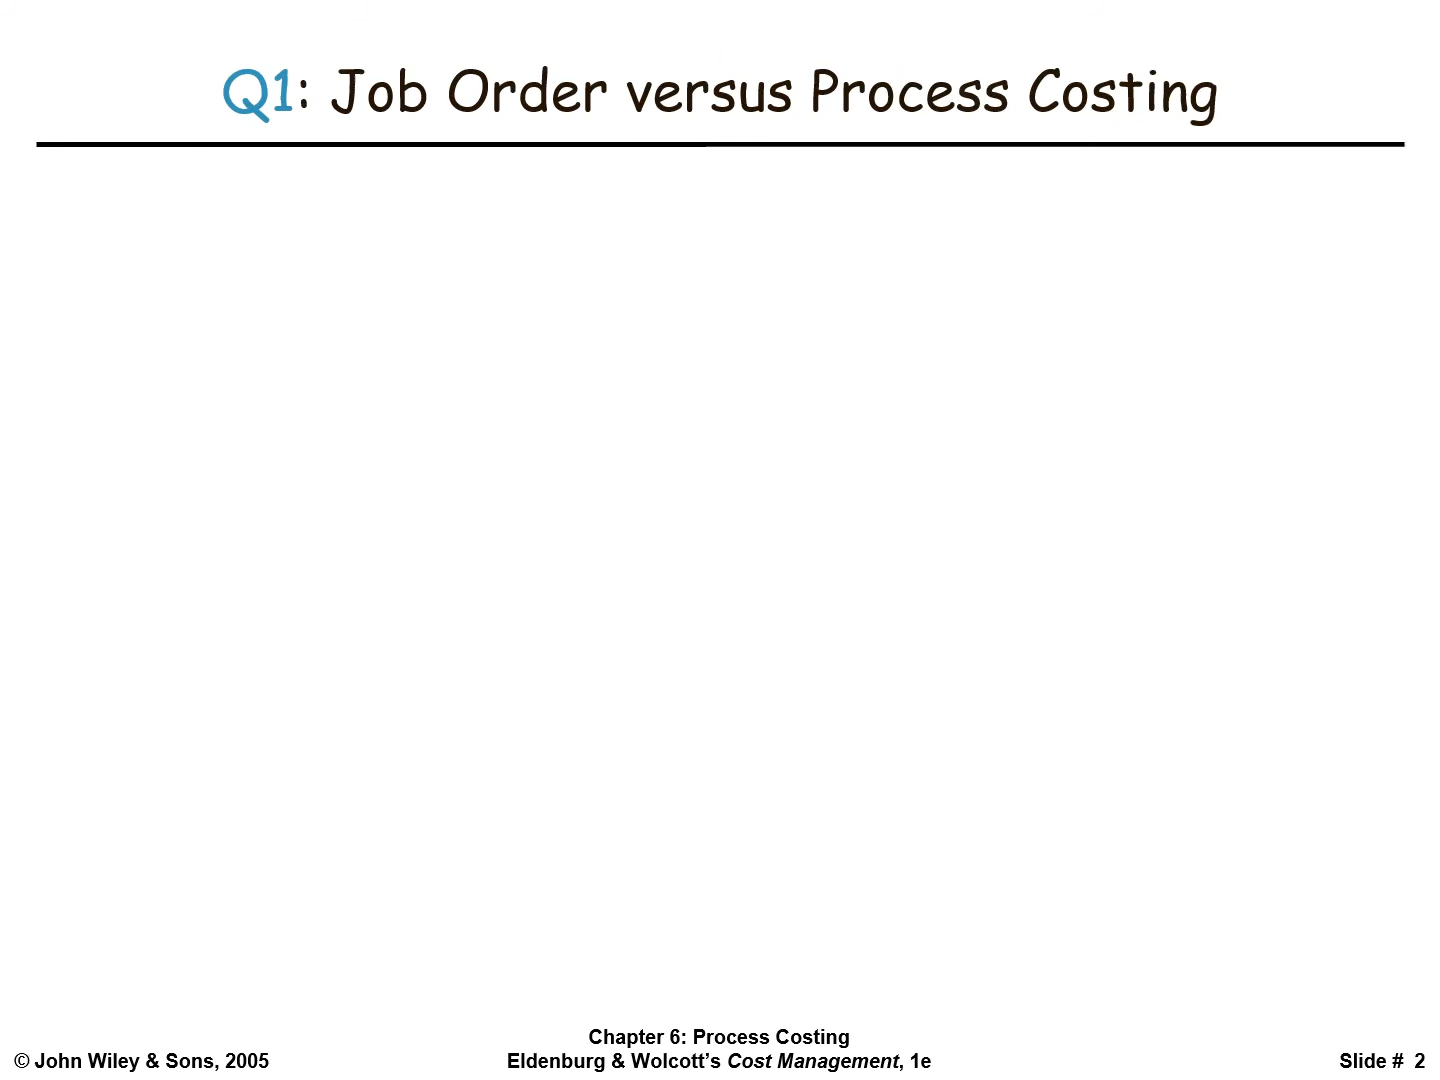 Q1: Job Order versus Process Costing
Chapter 6: Process Costing
© John Wiley & Sons, 2005
Eldenburg & Wolcott’s Cost Management, 1e
Slide # 2